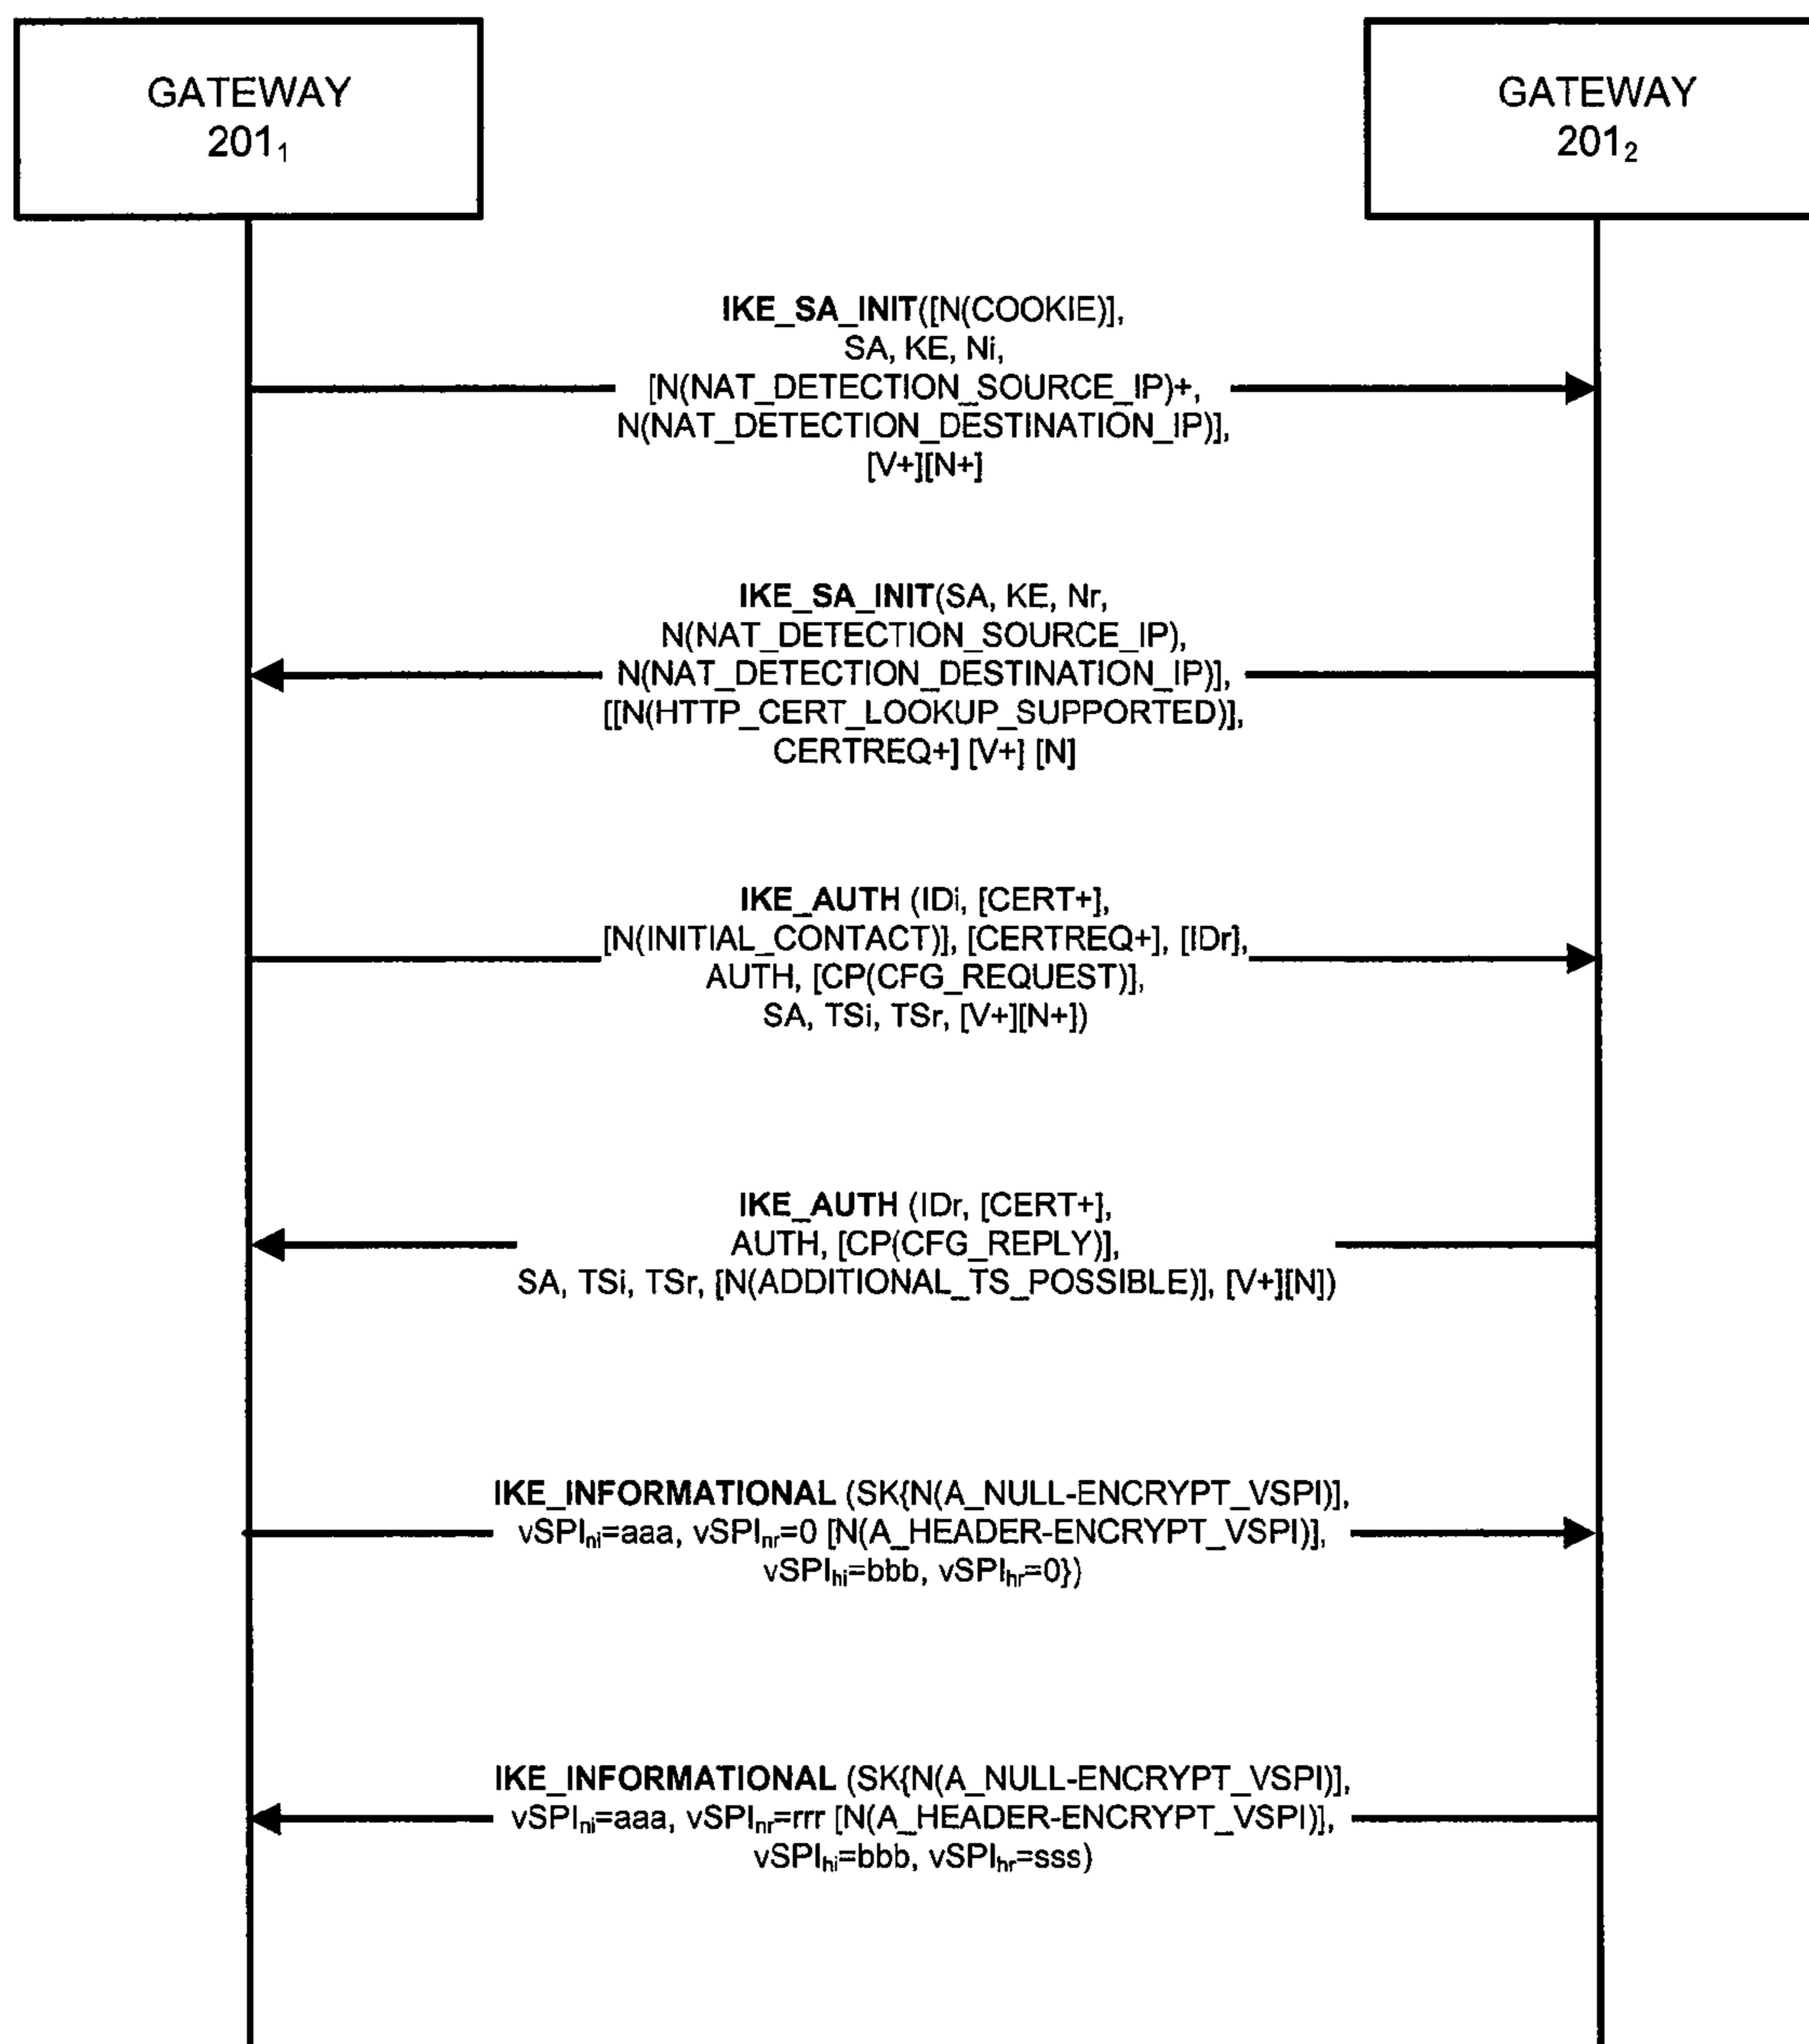 GATEWAY
201₁
GATEWAY
201₂
IKE_SA_INIT([N(COOKIE)],
SA, KE, Ni,
[N(NAT_DETECTION_SOURCE_IP)+,
N(NAT_DETECTION_DESTINATION_IP)],
[V+][N+]
IKE_SA_INIT(SA, KE, Nr,
N(NAT_DETECTION_SOURCE_IP),
N(NAT_DETECTION_DESTINATION_IP)],
[[N(HTTP_CERT_LOOKUP_SUPPORTED)],
CERTREQ+] [V+] [N]
IKE_AUTH (IDi, [CERT+],
[N(INITIAL_CONTACT)], [CERTREQ+], [IDr],
AUTH, [CP(CFG_REQUEST)],
SA, TSi, TSr, [V+][N+])
IKE_AUTH (IDr, [CERT+],
AUTH, [CP(CFG_REPLY)],
SA, TSi, TSr, [N(ADDITIONAL_TS_POSSIBLE)], [V+][N])
IKE_INFORMATIONAL (SK{N(A_NULL-ENCRYPT_VSPI)],
vSPIni=aaa, vSPInr=0 [N(A_HEADER-ENCRYPT_VSPI)],
vSPIhi=bbb, vSPIhr=0})
IKE_INFORMATIONAL (SK{N(A_NULL-ENCRYPT_VSPI)],
vSPIni=aaa, vSPInr=rrr [N(A_HEADER-ENCRYPT_VSPI)],
vSPIhi=bbb, vSPIhr=sss)